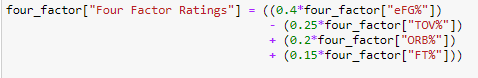 four_factor["Four Factor Ratings"] = ((0.4*four_factor["eFG%"])
- (0.25*four_factor["TOV%"])
+ (0.2*four_factor["ORB%"])
+ (0.15*four_factor["FT%"]))